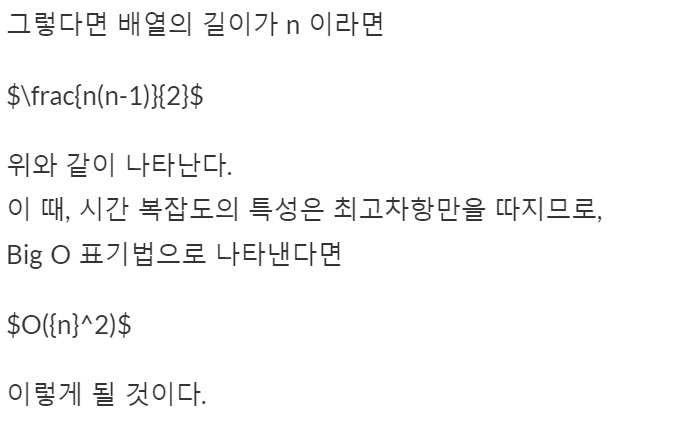 그렇다면 배열의 길이가 n 이라면
$\frac{n(n-1)}{2}$
위와 같이 나타난다.
이 때, 시간 복잡도의 특성은 최고차항만을 따지므로,
Big O 표기법으로 나타낸다면
$O({n}^2)$
이렇게 될 것이다.